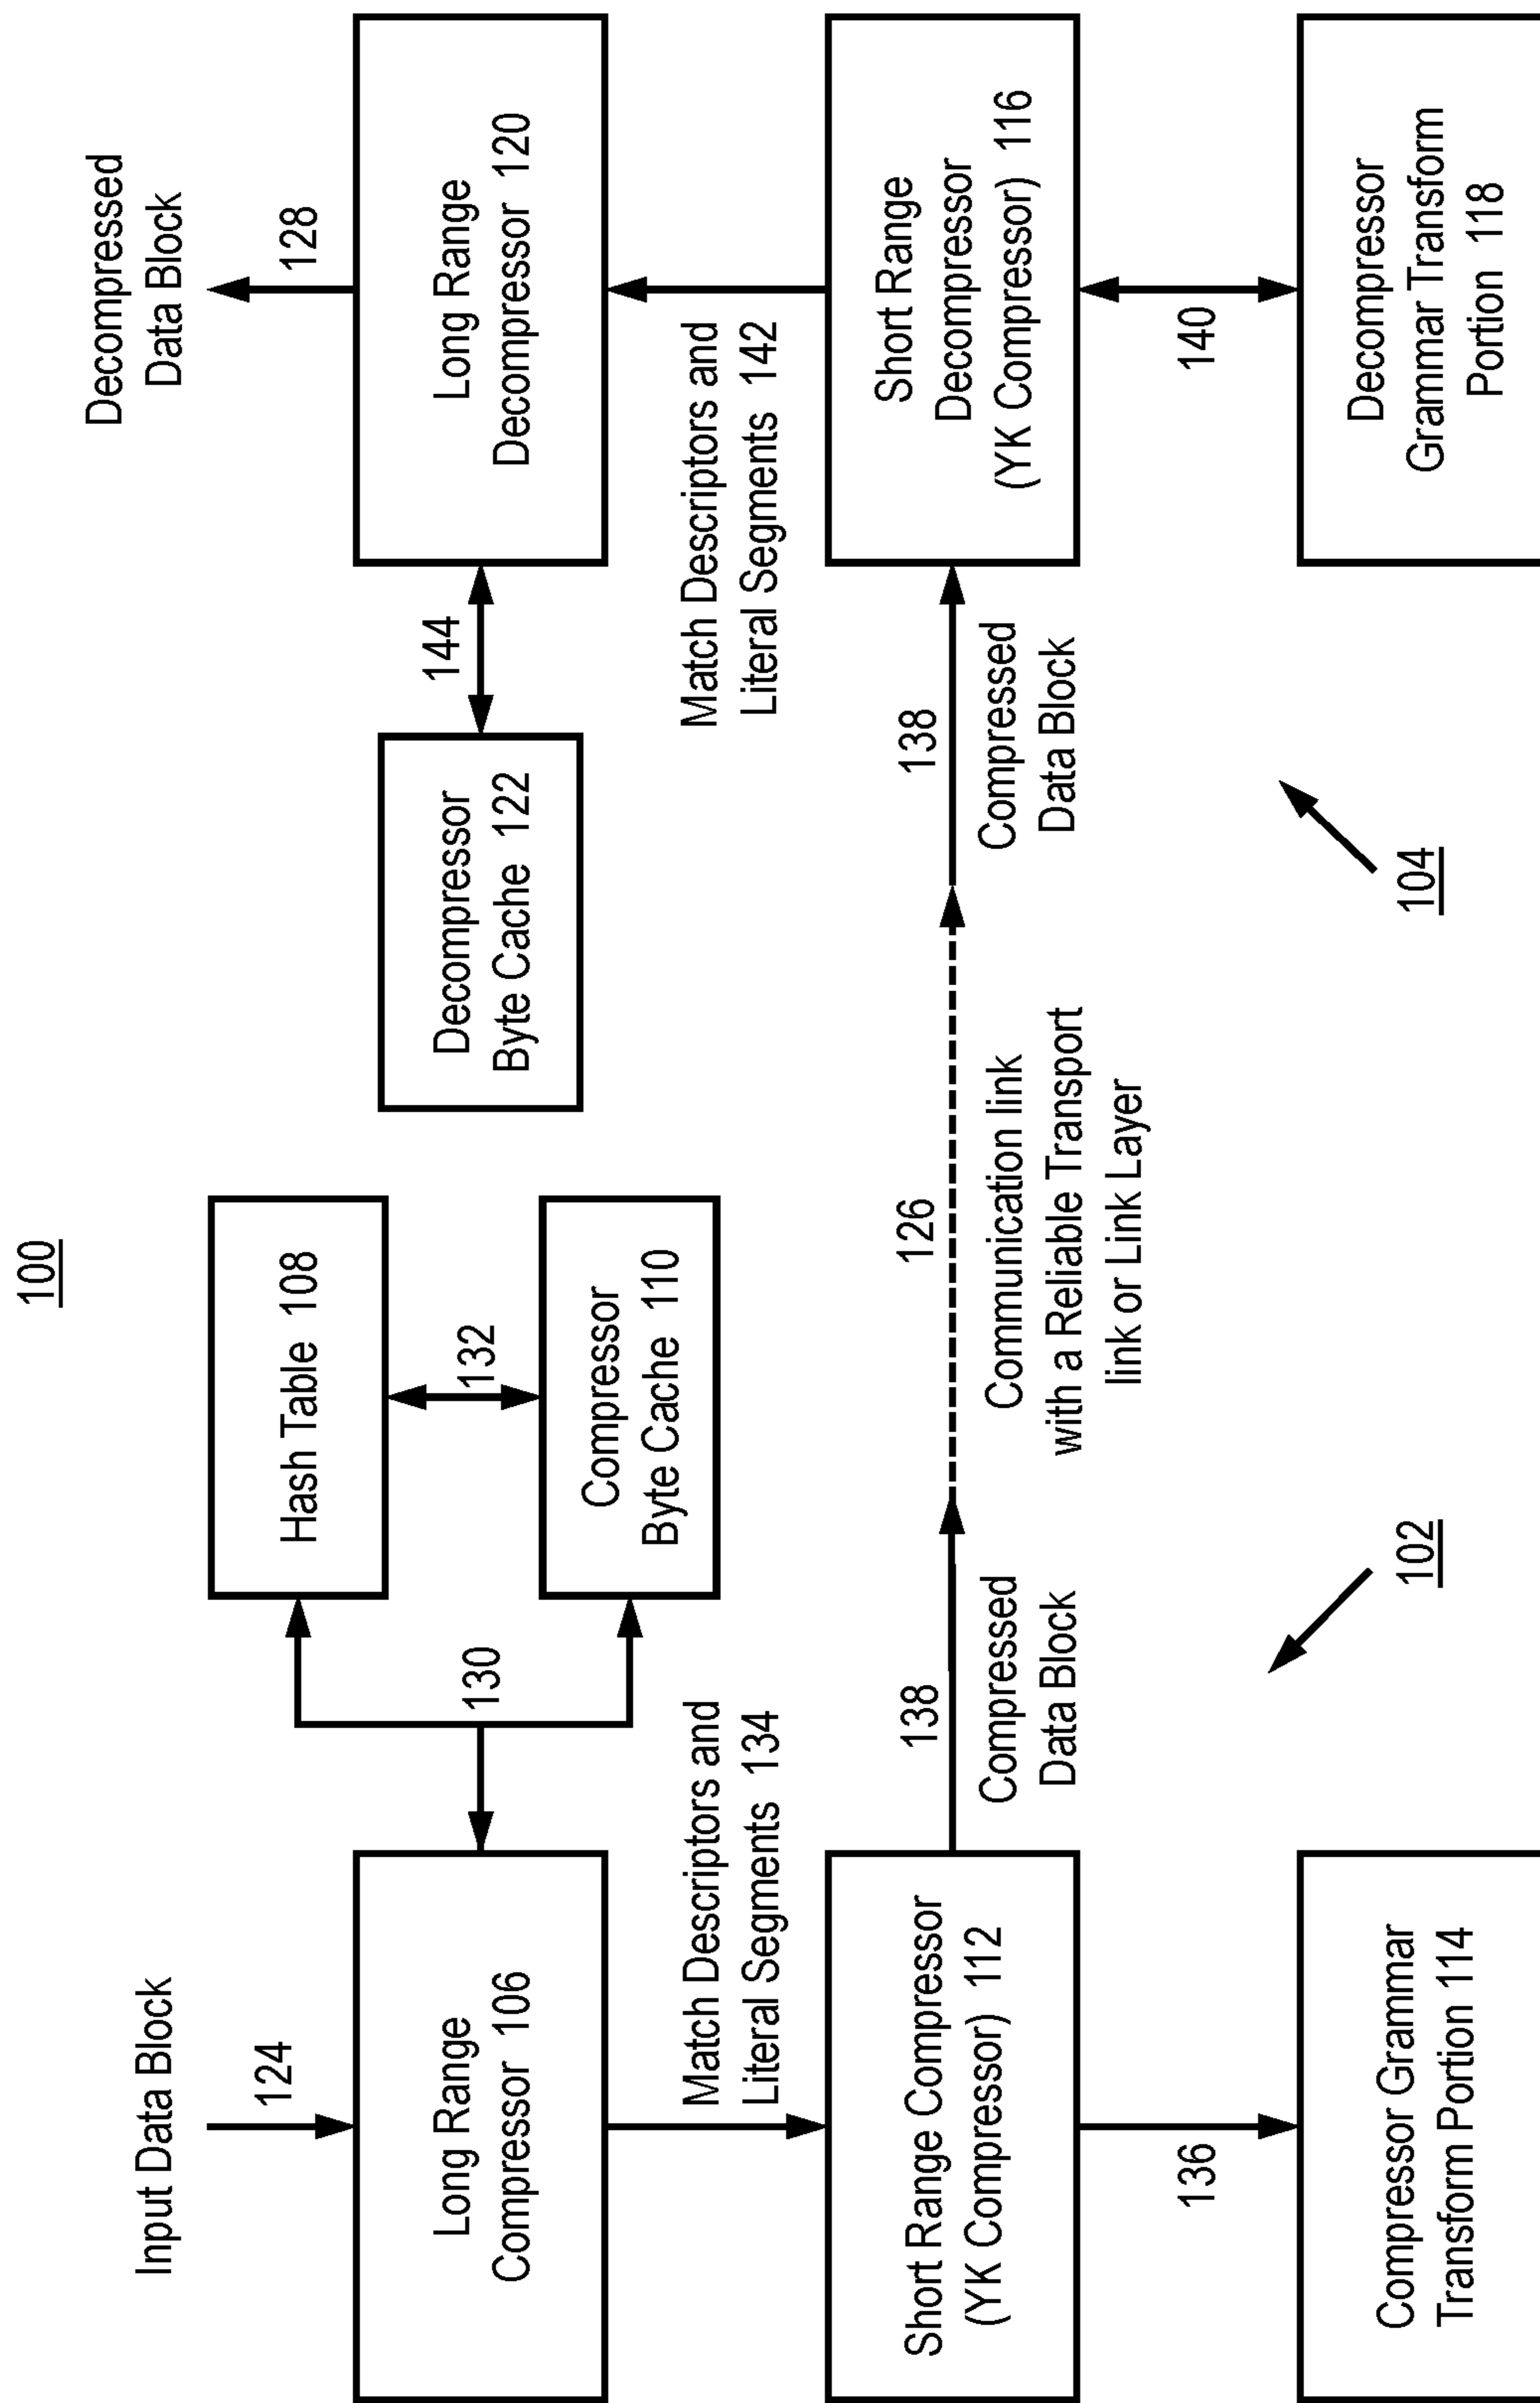 100
Input Data Block
124
Long Range
Compressor 106
130
Hash Table 108
132
Compressor
Byte Cache 110
Match Descriptors and
Literal Segments 134
Short Range Compressor
(YK Compressor) 112
136
Compressor Grammar
Transform Portion 114
138
Compressed
Data Block
102
126
Communication link
with a Reliable Transport
link or Link Layer
138
Compressed
Data Block
104
Decompressed
Data Block
128
Long Range
Decompressor 120
144
Decompressor
Byte Cache 122
Match Descriptors and
Literal Segments 142
Short Range
Decompressor
(YK Compressor) 116
140
Decompressor
Grammar Transform
Portion 118